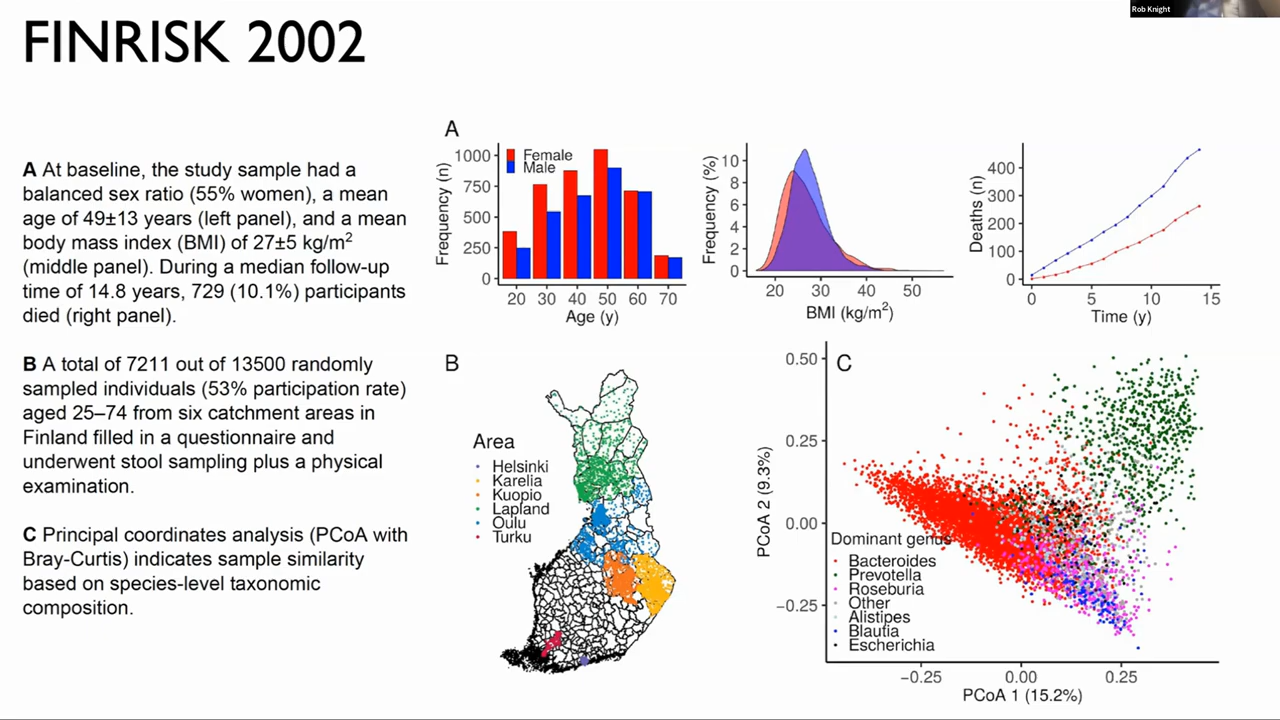 Rob Knight
FINRISK 2002
A At baseline, the study sample had a
balanced sex ratio (55% women), a mean
age of 49±13 years (left panel), and a mean
body mass index (BMI) of 27±5 kg/m²
(middle panel). During a median follow-up
time of 14.8 years, 729 (10.1%) participants
died (right panel).
B A total of 7211 out of 13500 randomly
sampled individuals (53% participation rate)
aged 25–74 from six catchment areas in
Finland filled in a questionnaire and
underwent stool sampling plus a physical
examination.
C Principal coordinates analysis (PCoA with
Bray-Curtis) indicates sample similarity
based on species-level taxonomic
composition.
A
Frequency (n)
1000
750
500
250
0
Female
Male
20 30 40 50 60 70
Age (y)
Frequency (%)
10
8
6
4
2
0
20 30 40 50
BMI (kg/m²)
Deaths (n)
400
300
200
100
0
0 5 10 15
Time (y)
B
Area
Helsinki
Karelia
Kuopio
Lapland
Oulu
Turku
C
PCoA 2 (9.3%)
0.50
0.25
0.00
−0.25
Dominant genus
Bacteroides
Prevotella
Roseburia
Other
Alistipes
Blautia
Escherichia
−0.25 0.00 0.25
PCoA 1 (15.2%)